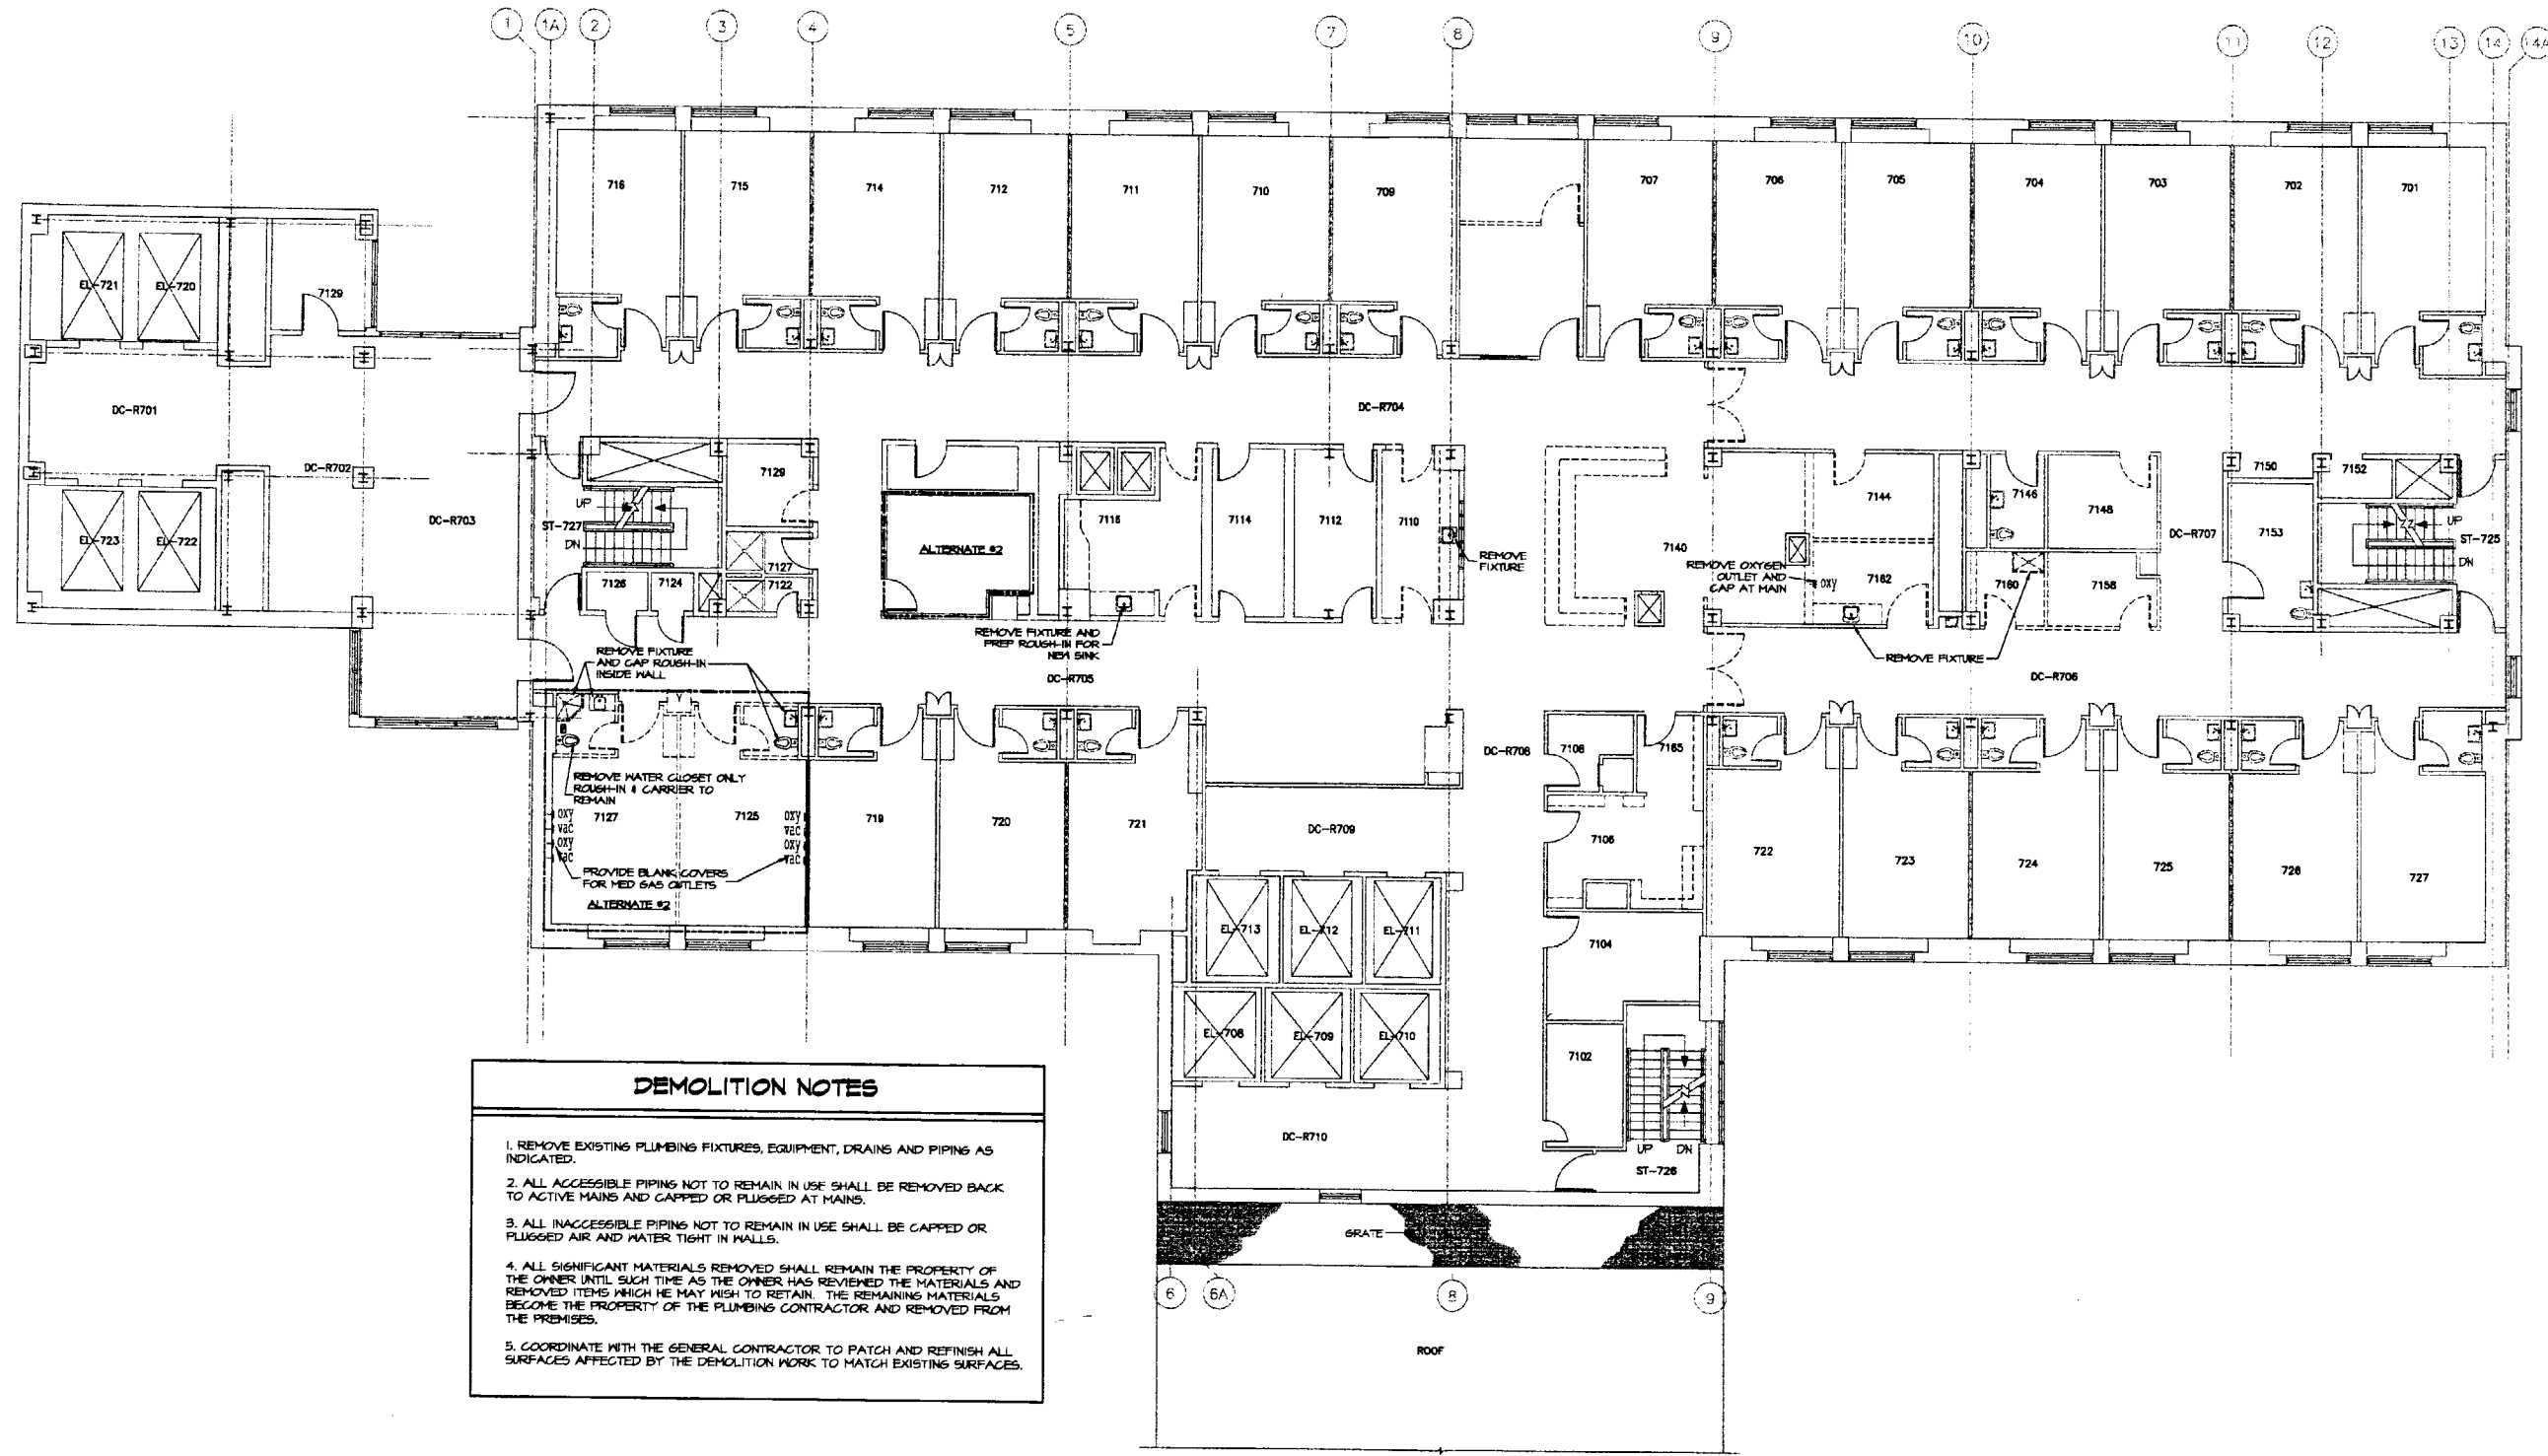 1 1A 2 3 4 5 7 8 9 10 11 12 13 14 14A
716 715 714 712 711 710 709 707 706 705 704 703 702 701
EL-721 EL-720 7129
DC-R701
DC-R702
DC-R703
EL-723 EL-722
DC-R704
UP
ST-727
DN
7129
7127
7126 7124 7122
ALTERNATE #2
7116 7114 7112 7110
REMOVE
FIXTURE
7140
REMOVE OXYGEN
OUTLET AND
CAP AT MAIN
oxy
7144
7162
7146
7148
7160
7158
DC-R707
7150 7152
7153
UP
ST-725
DN
REMOVE FIXTURE AND
PREP ROUGH-IN FOR
NEW SINK
REMOVE FIXTURE
REMOVE FIXTURE
AND CAP ROUGH-IN
INSIDE WALL
DC-R705
DC-R706
REMOVE WATER CLOSET ONLY
ROUGH-IN & CARRIER TO
REMAIN
oxy
vac
oxy
vac
7127
7125
oxy
vac
oxy
vac
PROVIDE BLANK COVERS
FOR MED GAS OUTLETS
ALTERNATE #2
719 720 721
DC-R709
DC-R708
7108 7165
7106
722 723 724 725 726 727
EL-713 EL-712 EL-711
7104
EL-708 EL-709 EL-710
7102
DC-R710
UP DN
ST-726
GRATE
6 6A 8 9
ROOF
DEMOLITION NOTES
1. REMOVE EXISTING PLUMBING FIXTURES, EQUIPMENT, DRAINS AND PIPING AS
INDICATED.
2. ALL ACCESSIBLE PIPING NOT TO REMAIN IN USE SHALL BE REMOVED BACK
TO ACTIVE MAINS AND CAPPED OR PLUGGED AT MAINS.
3. ALL INACCESSIBLE PIPING NOT TO REMAIN IN USE SHALL BE CAPPED OR
PLUGGED AIR AND WATER TIGHT IN WALLS.
4. ALL SIGNIFICANT MATERIALS REMOVED SHALL REMAIN THE PROPERTY OF
THE OWNER UNTIL SUCH TIME AS THE OWNER HAS REVIEWED THE MATERIALS AND
REMOVED ITEMS WHICH HE MAY WISH TO RETAIN. THE REMAINING MATERIALS
BECOME THE PROPERTY OF THE PLUMBING CONTRACTOR AND REMOVED FROM
THE PREMISES.
5. COORDINATE WITH THE GENERAL CONTRACTOR TO PATCH AND REFINISH ALL
SURFACES AFFECTED BY THE DEMOLITION WORK TO MATCH EXISTING SURFACES.